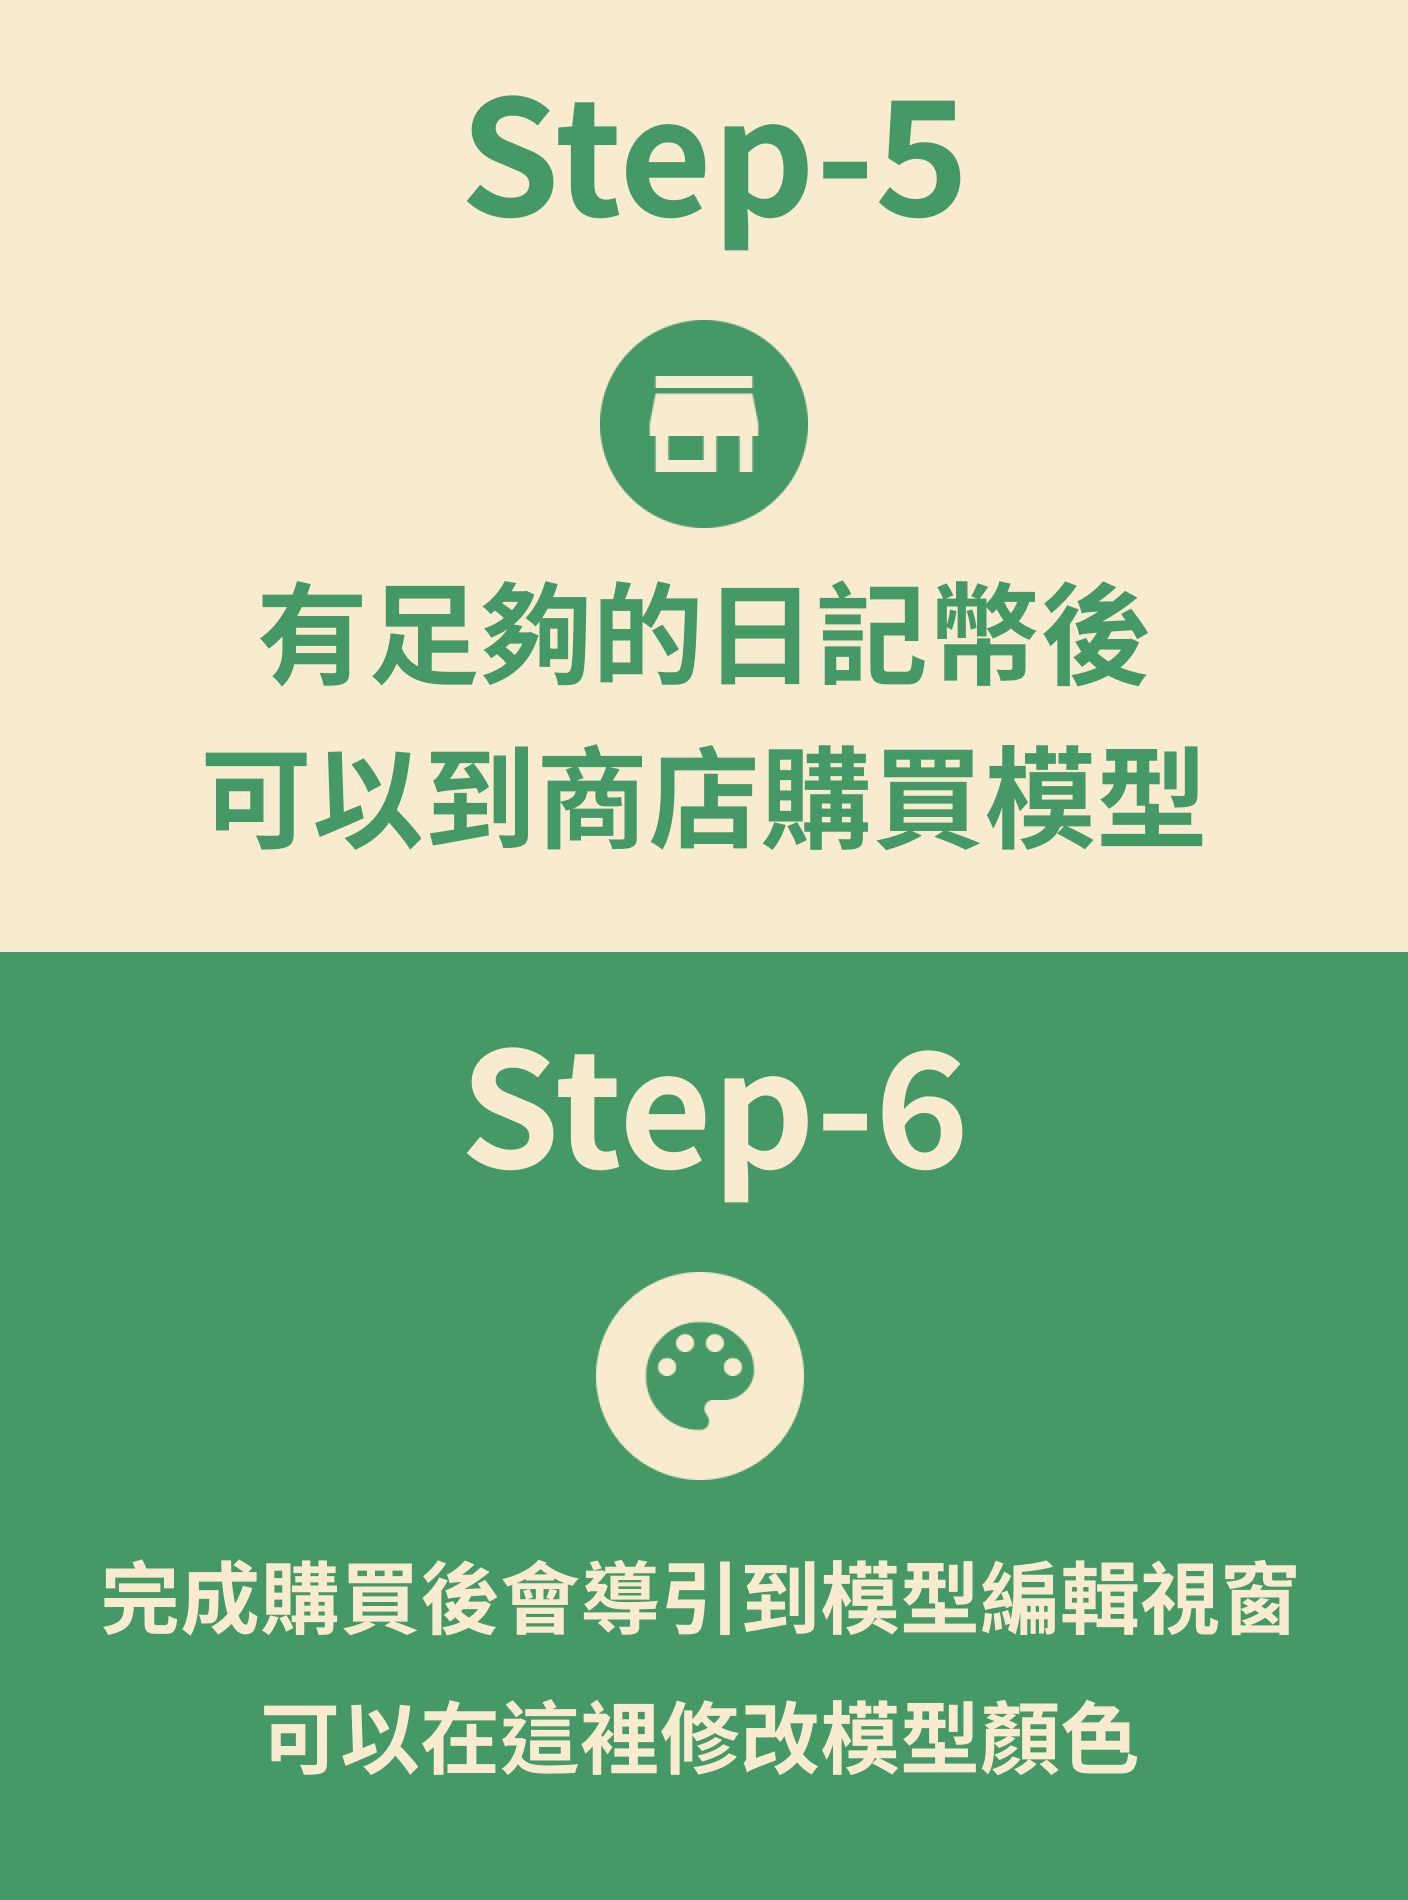 Step-5
有足夠的日記幣後
可以到商店購買模型
Step-6
完成購買後會導引到模型編輯視窗
可以在這裡修改模型顏色